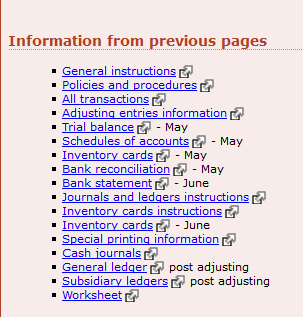 Information from previous pages
General instructions
Policies and procedures
All transactions
Adjusting entries information
Trial balance - May
Schedules of accounts - May
Inventory cards - May
Bank reconciliation - May
Bank statement - June
Journals and ledgers instructions
Inventory cards instructions
Inventory cards - June
Special printing information
Cash journals
General ledger post adjusting
Subsidiary ledgers post adjusting
Worksheet